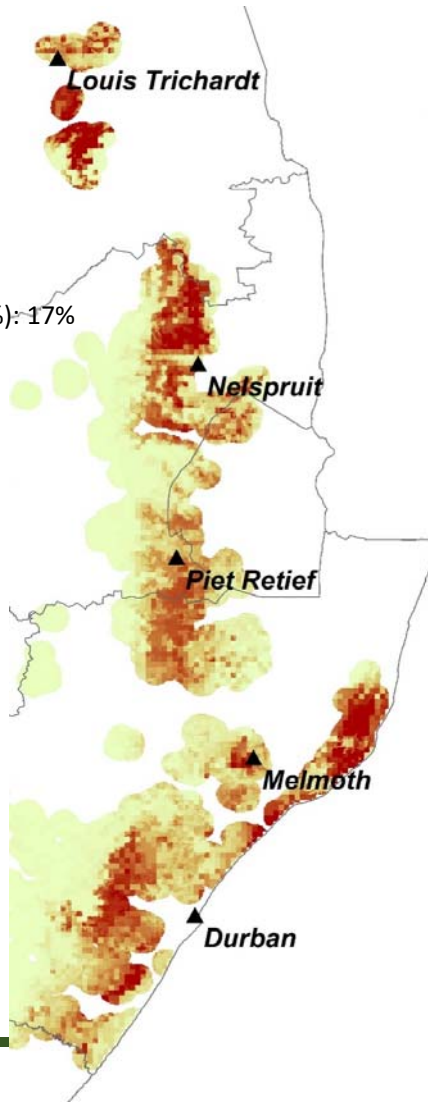 Louis Trichardt
%): 17%
Nelspruit
Piet Retief
Melmoth
Durban